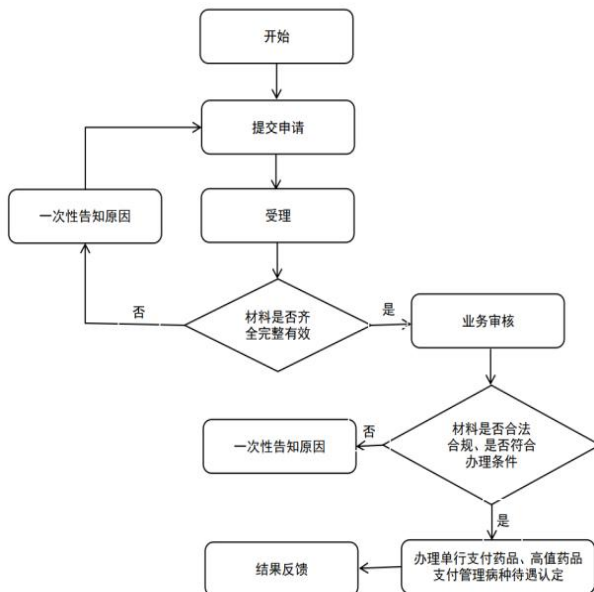 开始
提交申请
一次性告知原因
受理
否
材料是否齐
全完整有效
是
业务审核
一次性告知原因
否
材料是否合法
合规、是否符合
办理条件
是
结果反馈
办理单行支付药品、高值药品
支付管理病种待遇认定